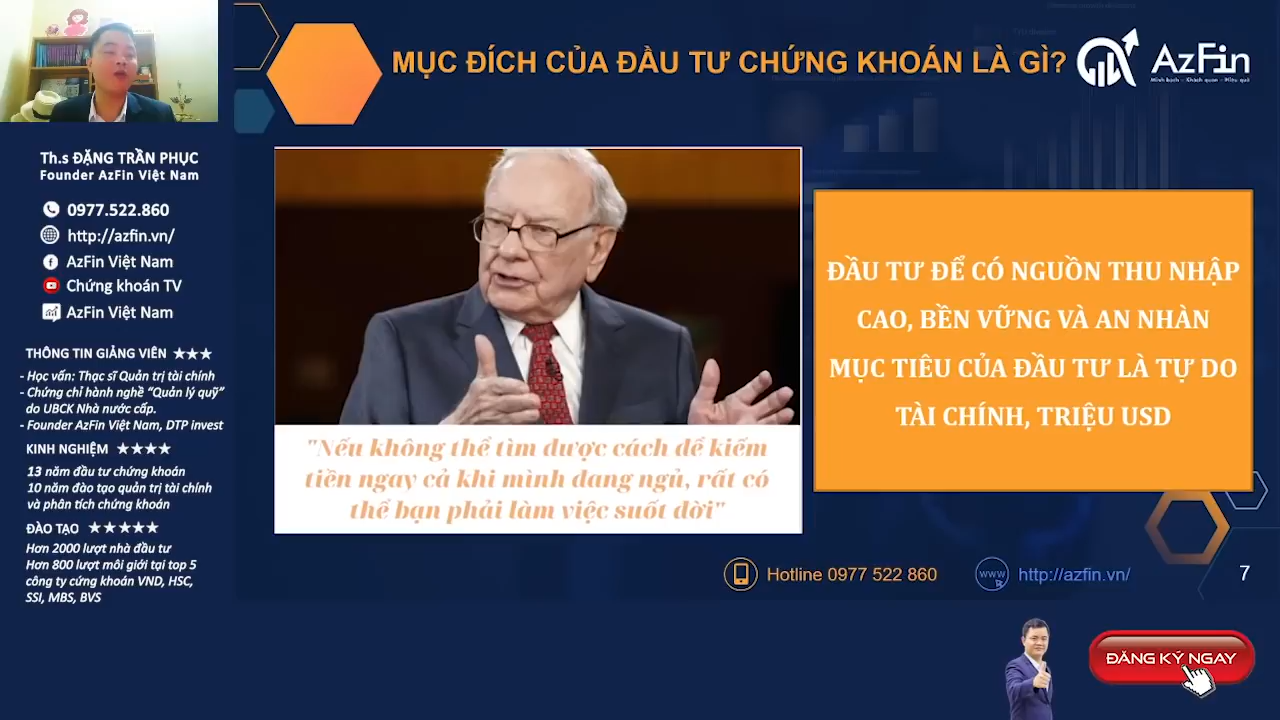 MỤC ĐÍCH CỦA ĐẦU TƯ CHỨNG KHOÁN LÀ GÌ?
AzFin
Minh bạch - Khách quan - Hiệu quả
Th.s ĐẶNG TRẦN PHỤC
Founder AzFin Việt Nam
0977.522.860
http://azfin.vn/
AzFin Việt Nam
Chứng khoán TV
AzFin Việt Nam
THÔNG TIN GIẢNG VIÊN
- Học vấn: Thạc sĩ Quản trị tài chính
- Chứng chỉ hành nghề “Quản lý quỹ”
do UBCK Nhà nước cấp.
- Founder AzFin Việt Nam, DTP invest
KINH NGHIỆM
13 năm đầu tư chứng khoán
10 năm đào tạo quản trị tài chính
và phân tích chứng khoán
ĐÀO TẠO
Hơn 2000 lượt nhà đầu tư
Hơn 800 lượt môi giới tại top 5
công ty cứng khoán VND, HSC,
SSI, MBS, BVS
"Nếu không thể tìm được cách để kiếm
tiền ngay cả khi mình đang ngủ, rất có
thể bạn phải làm việc suốt đời"
ĐẦU TƯ ĐỂ CÓ NGUỒN THU NHẬP
CAO, BỀN VỮNG VÀ AN NHÀN
MỤC TIÊU CỦA ĐẦU TƯ LÀ TỰ DO
TÀI CHÍNH, TRIỆU USD
Hotline 0977 522 860
www
http://azfin.vn/
7
ĐĂNG KÝ NGAY